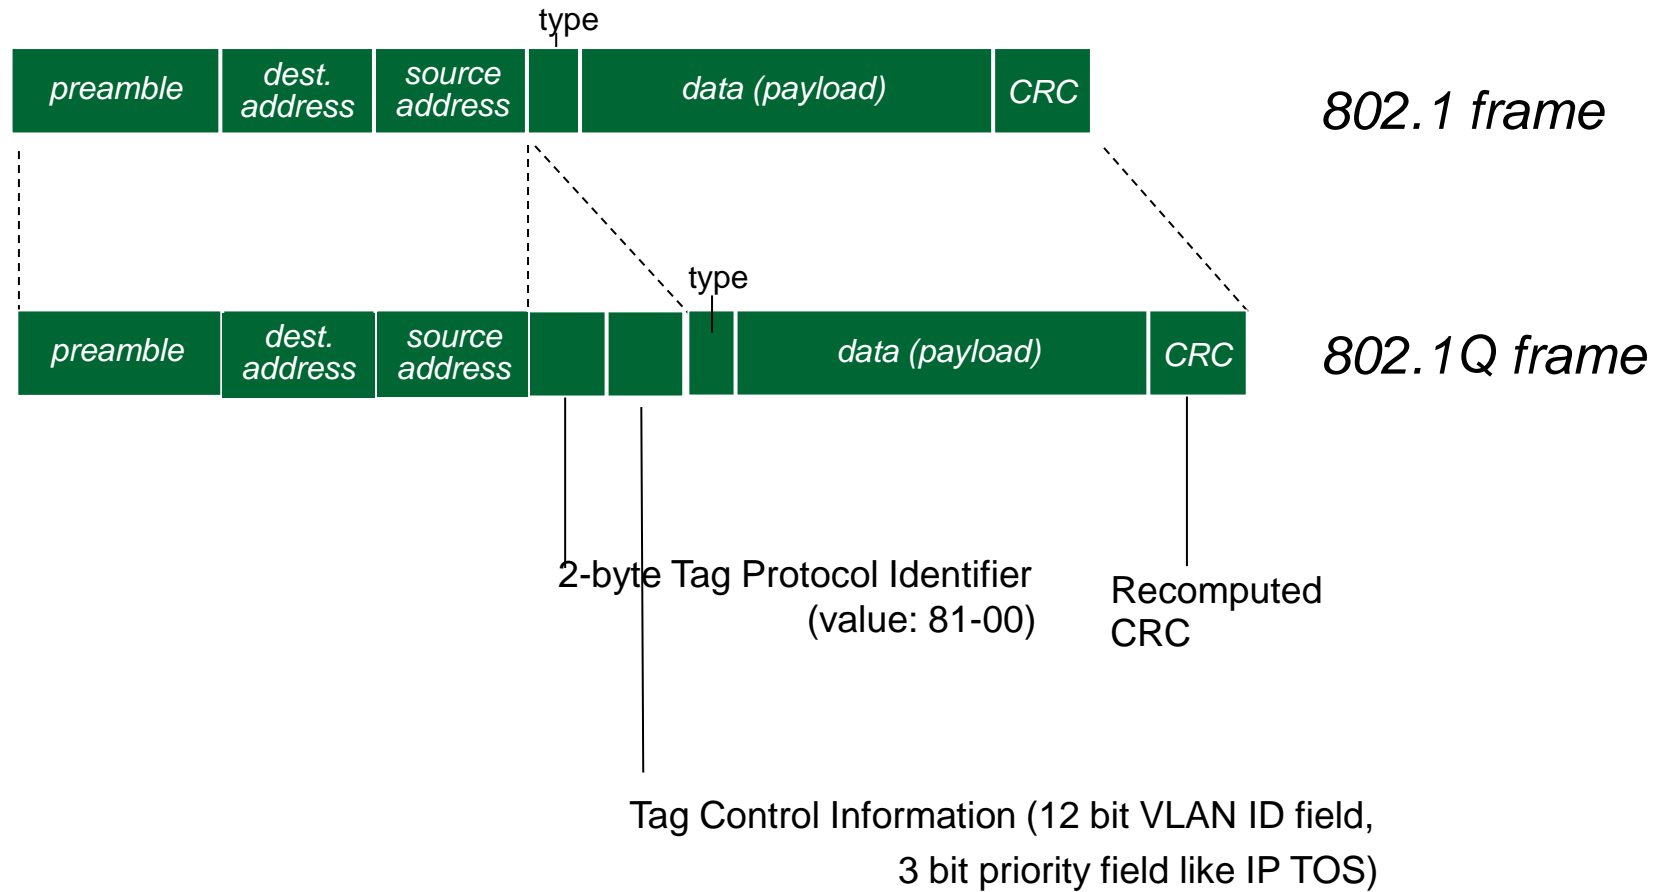 type
preamble
dest.
address
source
address
data (payload)
CRC
802.1 frame
type
preamble
dest.
address
source
address
data (payload)
CRC
802.1Q frame
2-byte Tag Protocol Identifier
(value: 81-00)
Recomputed
CRC
Tag Control Information (12 bit VLAN ID field,
3 bit priority field like IP TOS)